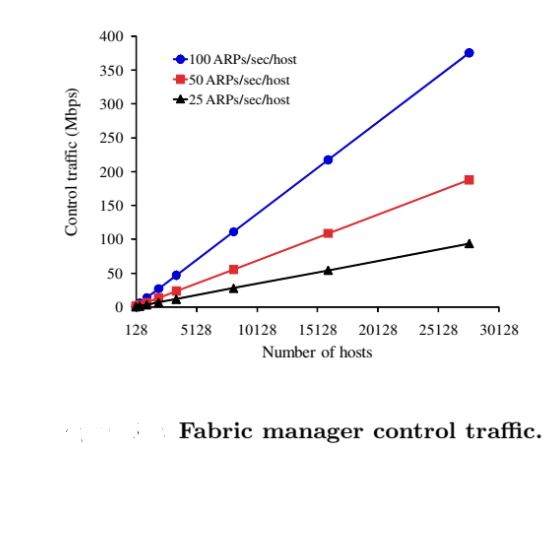 400
350
300
250
200
150
100
50
0
Control traffic (Mbps)
100 ARPs/sec/host
50 ARPs/sec/host
25 ARPs/sec/host
128 5128 10128 15128 20128 25128 30128
Number of hosts
Fabric manager control traffic.